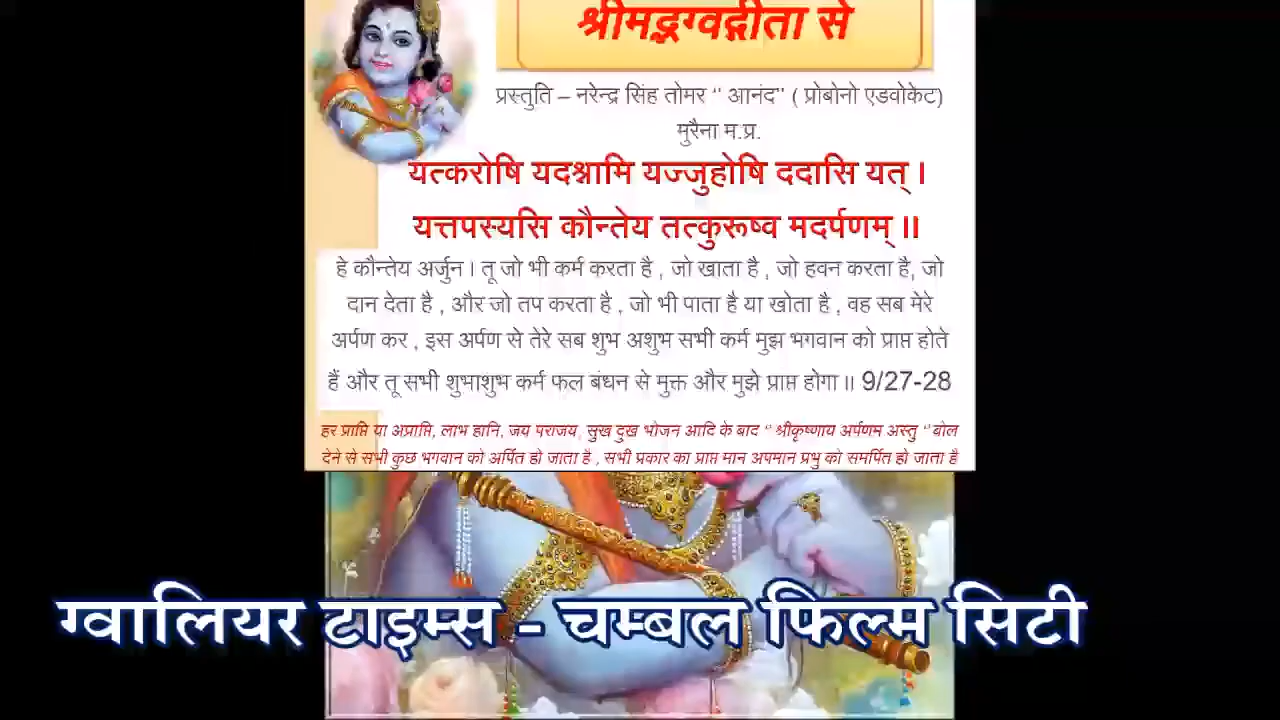 श्रीमद्भग्वद्गीता से
प्रस्तुति – नरेन्द्र सिंह तोमर ‘‘ आनंद’’ ( प्रोबोनो एडवोकेट)
मुरैना म.प्र.
यत्करोषि यदश्नामि यज्जुहोषि ददासि यत् ।
यत्तपस्यसि कौन्तेय तत्कुरूष्व मदर्पणम् ॥
हे कौन्तेय अर्जुन । तू जो भी कर्म करता है , जो खाता है , जो हवन करता है, जो
दान देता है , और जो तप करता है , जो भी पाता है या खोता है , वह सब मेरे
अर्पण कर , इस अर्पण से तेरे सब शुभ अशुभ सभी कर्म मुझ भगवान को प्राप्त होते
हैं और तू सभी शुभाशुभ कर्म फल बंधन से मुक्त और मुझे प्राप्त होगा ॥ 9/27-28
हर प्राप्ति या अप्राप्ति, लाभ हानि, जय पराजय, सुख दुख भोजन आदि के बाद ‘‘ श्रीकृष्णाय अर्पणम अस्तु ‘‘ बोल
देने से सभी कुछ भगवान को अर्पित हो जाता है , सभी प्रकार का प्राप्त मान अपमान प्रभु को समर्पित हो जाता है
ग्वालियर टाइम्स - चम्बल फिल्म सिटी